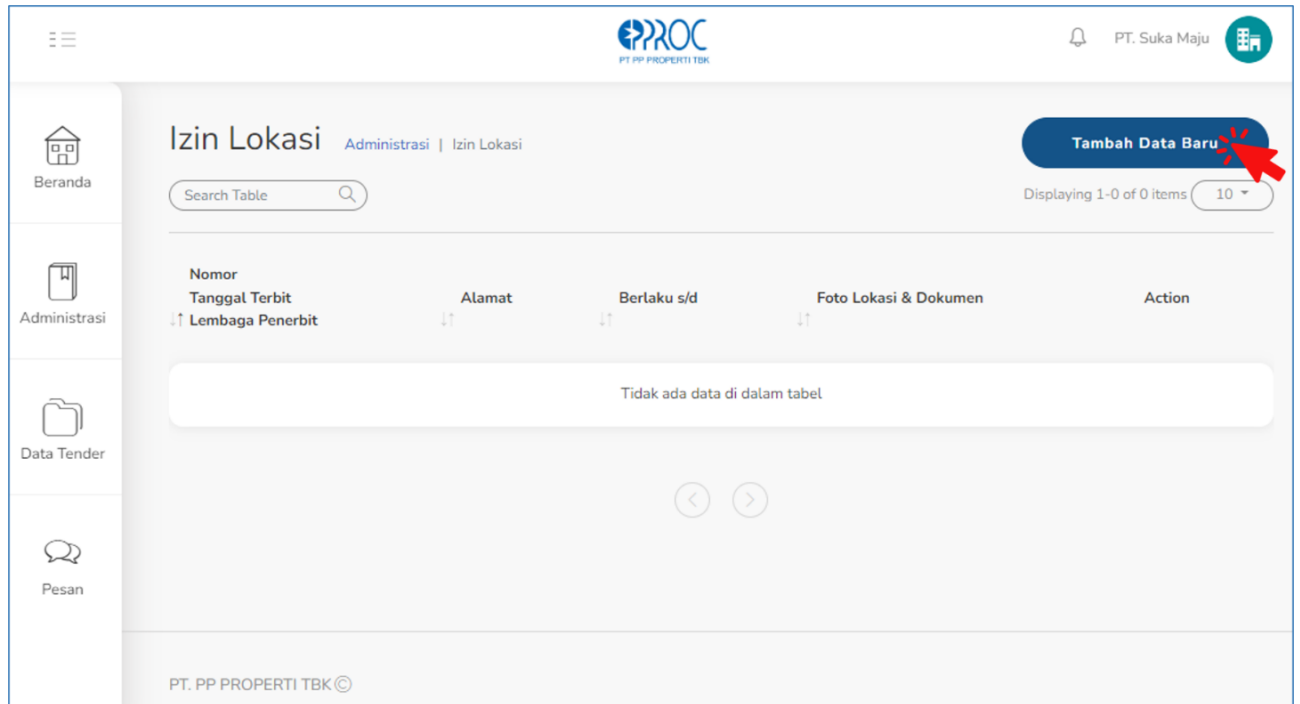 EPROC
PT PP PROPERTI TBK
PT. Suka Maju
Beranda
Administrasi
Data Tender
Pesan
Izin Lokasi Administrasi | Izin Lokasi
Tambah Data Baru
Search Table
Displaying 1-0 of 0 items 10
Nomor
Tanggal Terbit Alamat Berlaku s/d Foto Lokasi & Dokumen Action
↓↑ Lembaga Penerbit ↓↑ ↓↑ ↓↑
Tidak ada data di dalam tabel
PT. PP PROPERTI TBK ©